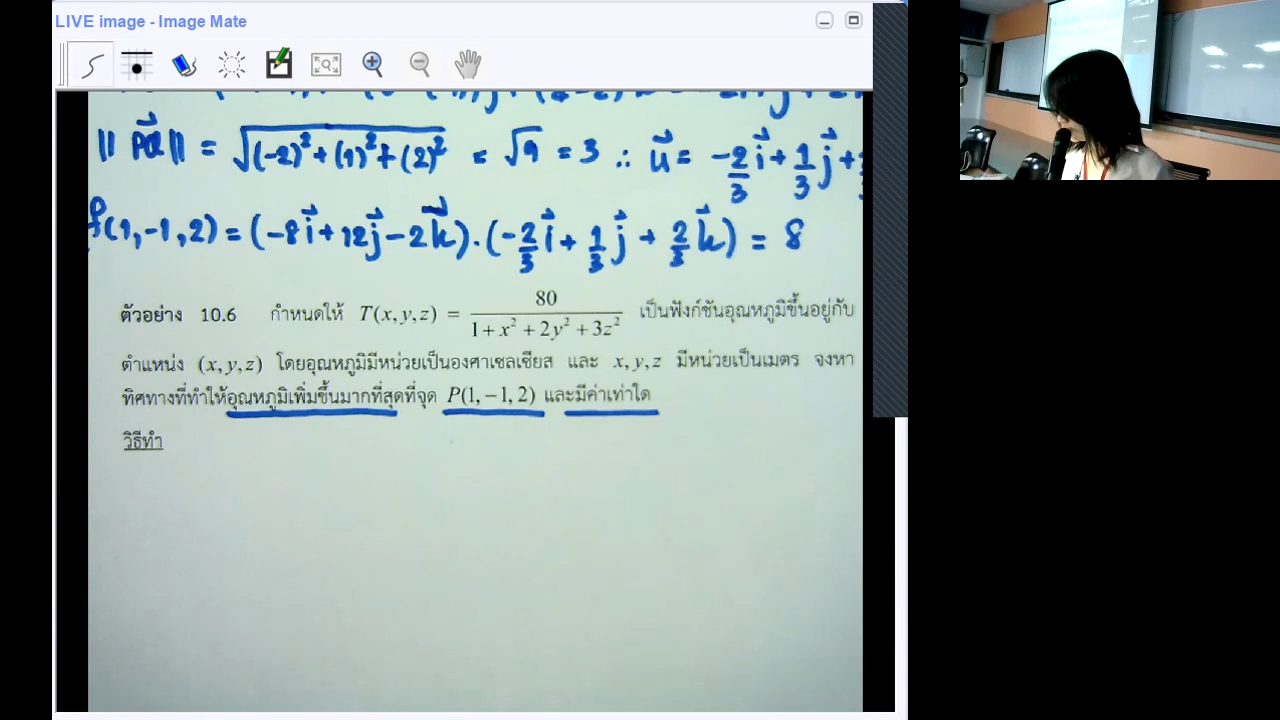 LIVE image - Image Mate
|| PQ⃗ || = √((-2)² + (1)² + (2)²) = √9 = 3 ∴ u⃗ = -2/3 i⃗ + 1/3 j⃗ +
f(1,-1,2) = (-8i⃗ + 12j⃗ - 2k⃗) · (-2/3 i⃗ + 1/3 j⃗ + 2/3 k⃗) = 8
ตัวอย่าง 10.6 กำหนดให้ T(x, y, z) = 80 / (1 + x² + 2y² + 3z²) เป็นฟังก์ชันอุณหภูมิขึ้นอยู่กับ
ตำแหน่ง (x, y, z) โดยอุณหภูมิมีหน่วยเป็นองศาเซลเซียส และ x, y, z มีหน่วยเป็นเมตร จงหา
ทิศทางที่ทำให้อุณหภูมิเพิ่มขึ้นมากที่สุดที่จุด P(1, −1, 2) และมีค่าเท่าใด
วิธีทำ